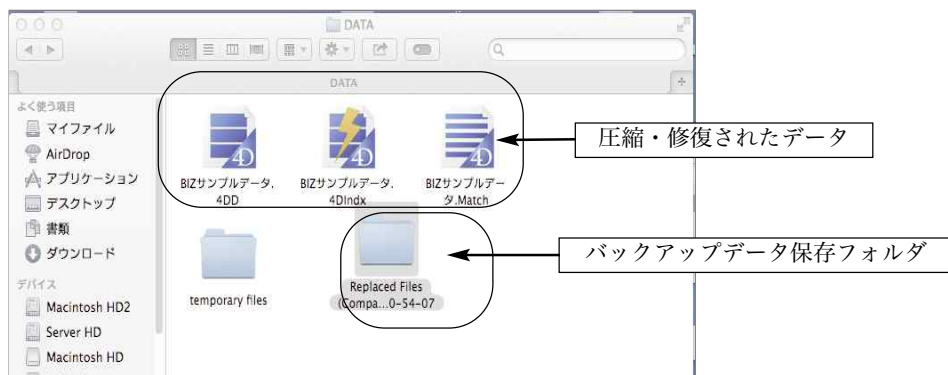 DATA
DATA
よく使う項目
マイファイル
AirDrop
アプリケーション
デスクトップ
書類
ダウンロード
デバイス
Macintosh HD2
Server HD
Macintosh HD
BIZサンプルデータ.
4DD
BIZサンプルデータ.
4DIndx
BIZサンプルデー
タ.Match
圧縮・修復されたデータ
temporary files
Replaced Files
(Compa...0-54-07
バックアップデータ保存フォルダ